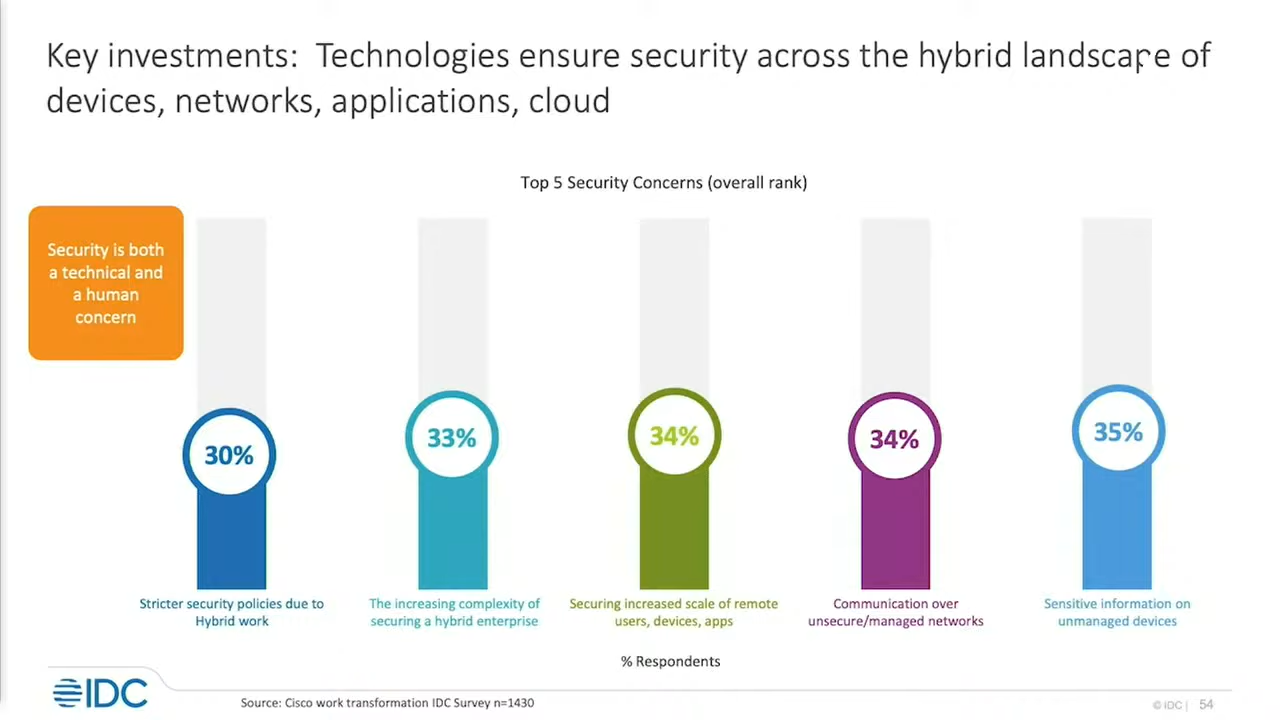 Key investments:  Technologies ensure security across the hybrid landscape of
devices, networks, applications, cloud
Top 5 Security Concerns (overall rank)
Security is both
a technical and
a human
concern
30%
33%
34%
34%
35%
Stricter security policies due to
Hybrid work
The increasing complexity of
securing a hybrid enterprise
Securing increased scale of remote
users, devices, apps
Communication over
unsecure/managed networks
Sensitive information on
unmanaged devices
% Respondents
IDC
Source: Cisco work transformation IDC Survey n=1430
© IDC |
54